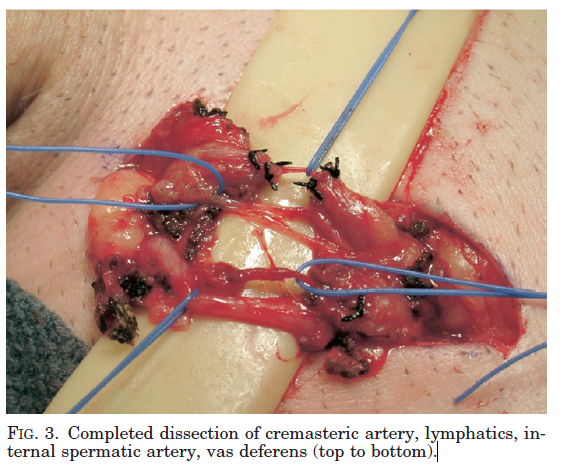 FIG. 3. Completed dissection of cremasteric artery, lymphatics, in-
ternal spermatic artery, vas deferens (top to bottom).